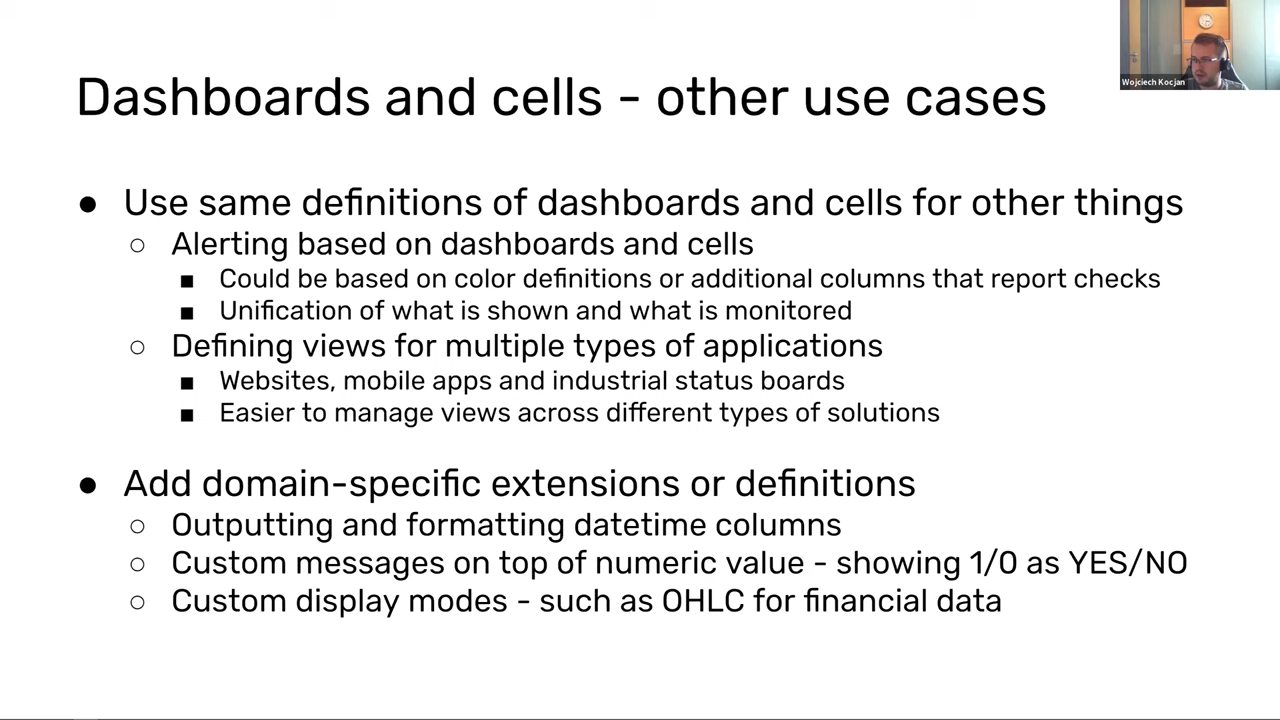 Wojciech Kocjan
Dashboards and cells - other use cases
● Use same definitions of dashboards and cells for other things
○ Alerting based on dashboards and cells
■ Could be based on color definitions or additional columns that report checks
■ Unification of what is shown and what is monitored
○ Defining views for multiple types of applications
■ Websites, mobile apps and industrial status boards
■ Easier to manage views across different types of solutions
● Add domain-specific extensions or definitions
○ Outputting and formatting datetime columns
○ Custom messages on top of numeric value - showing 1/0 as YES/NO
○ Custom display modes - such as OHLC for financial data